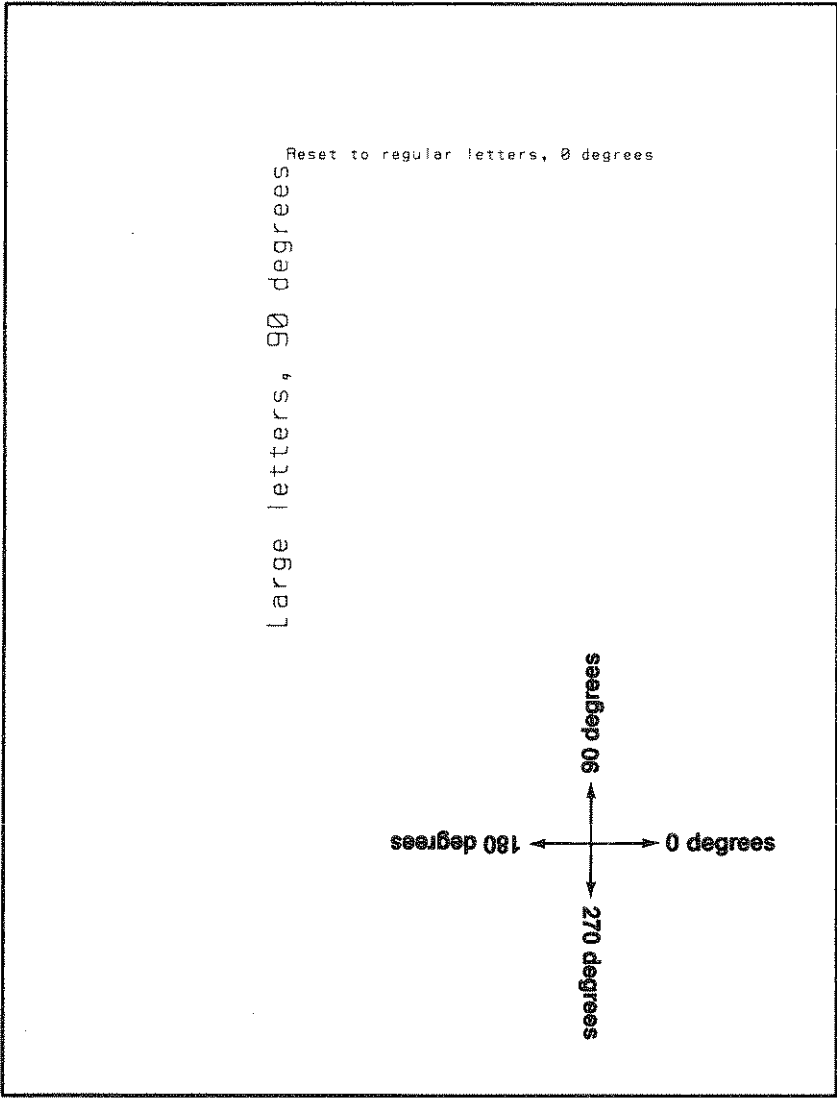 Reset to regular letters, 0 degrees
Large letters, 90 degrees
90 degrees
180 degrees
0 degrees
270 degrees